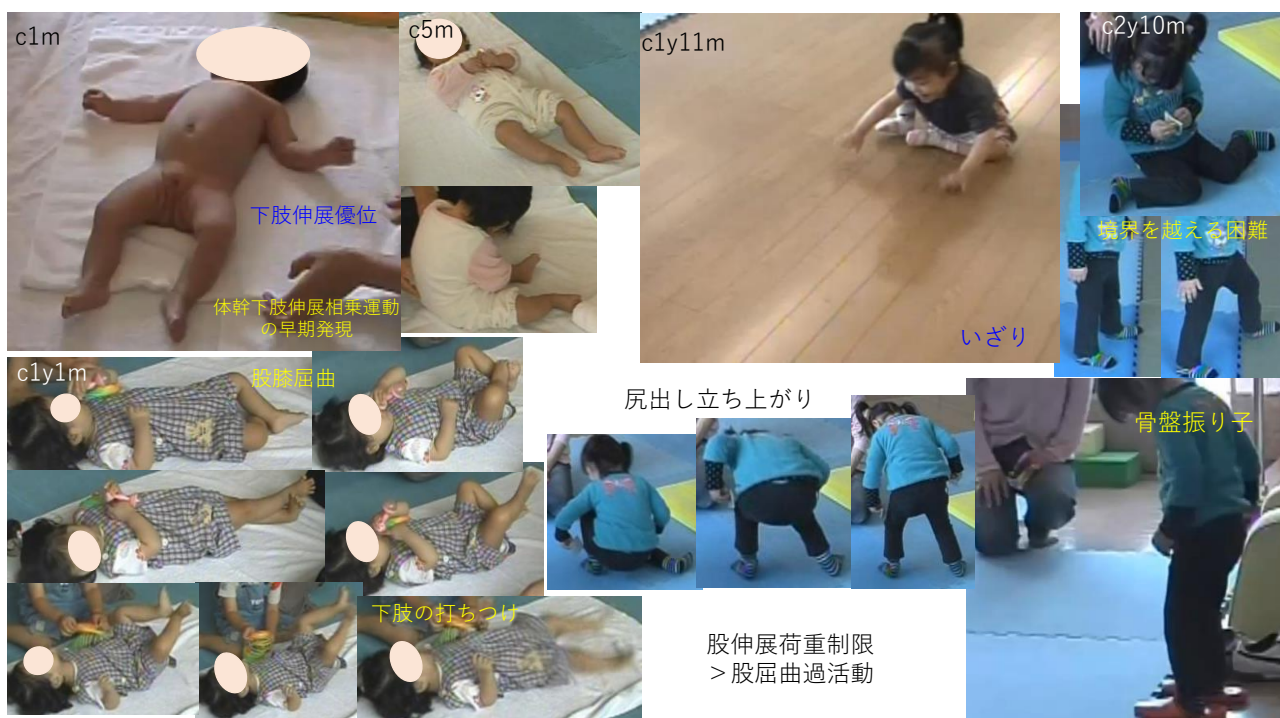 c1m
下肢伸展優位
体幹下肢伸展相乗運動
の早期発現
c5m
c1y11m
いざり
c2y10m
境界を越える困難
c1y1m
股膝屈曲
下肢の打ちつけ
尻出し立ち上がり
骨盤振り子
股伸展荷重制限
＞股屈曲過活動